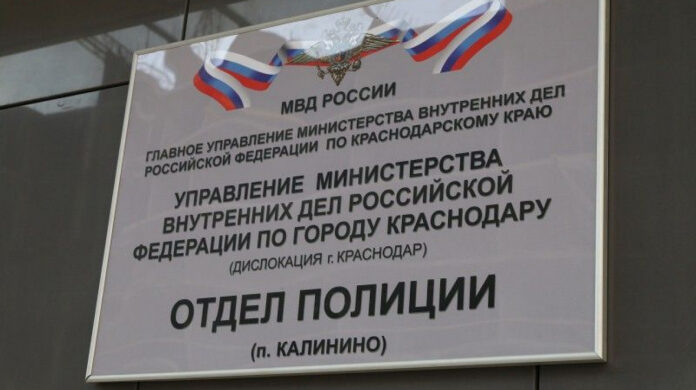 МВД РОССИИ
ГЛАВНОЕ УПРАВЛЕНИЕ МИНИСТЕРСТВА ВНУТРЕННИХ ДЕЛ
РОССИЙСКОЙ ФЕДЕРАЦИИ ПО КРАСНОДАРСКОМУ КРАЮ
УПРАВЛЕНИЕ МИНИСТЕРСТВА
ВНУТРЕННИХ ДЕЛ РОССИЙСКОЙ
ФЕДЕРАЦИИ ПО ГОРОДУ КРАСНОДАРУ
(ДИСЛОКАЦИЯ г. КРАСНОДАР)
ОТДЕЛ ПОЛИЦИИ
(п. КАЛИНИНО)